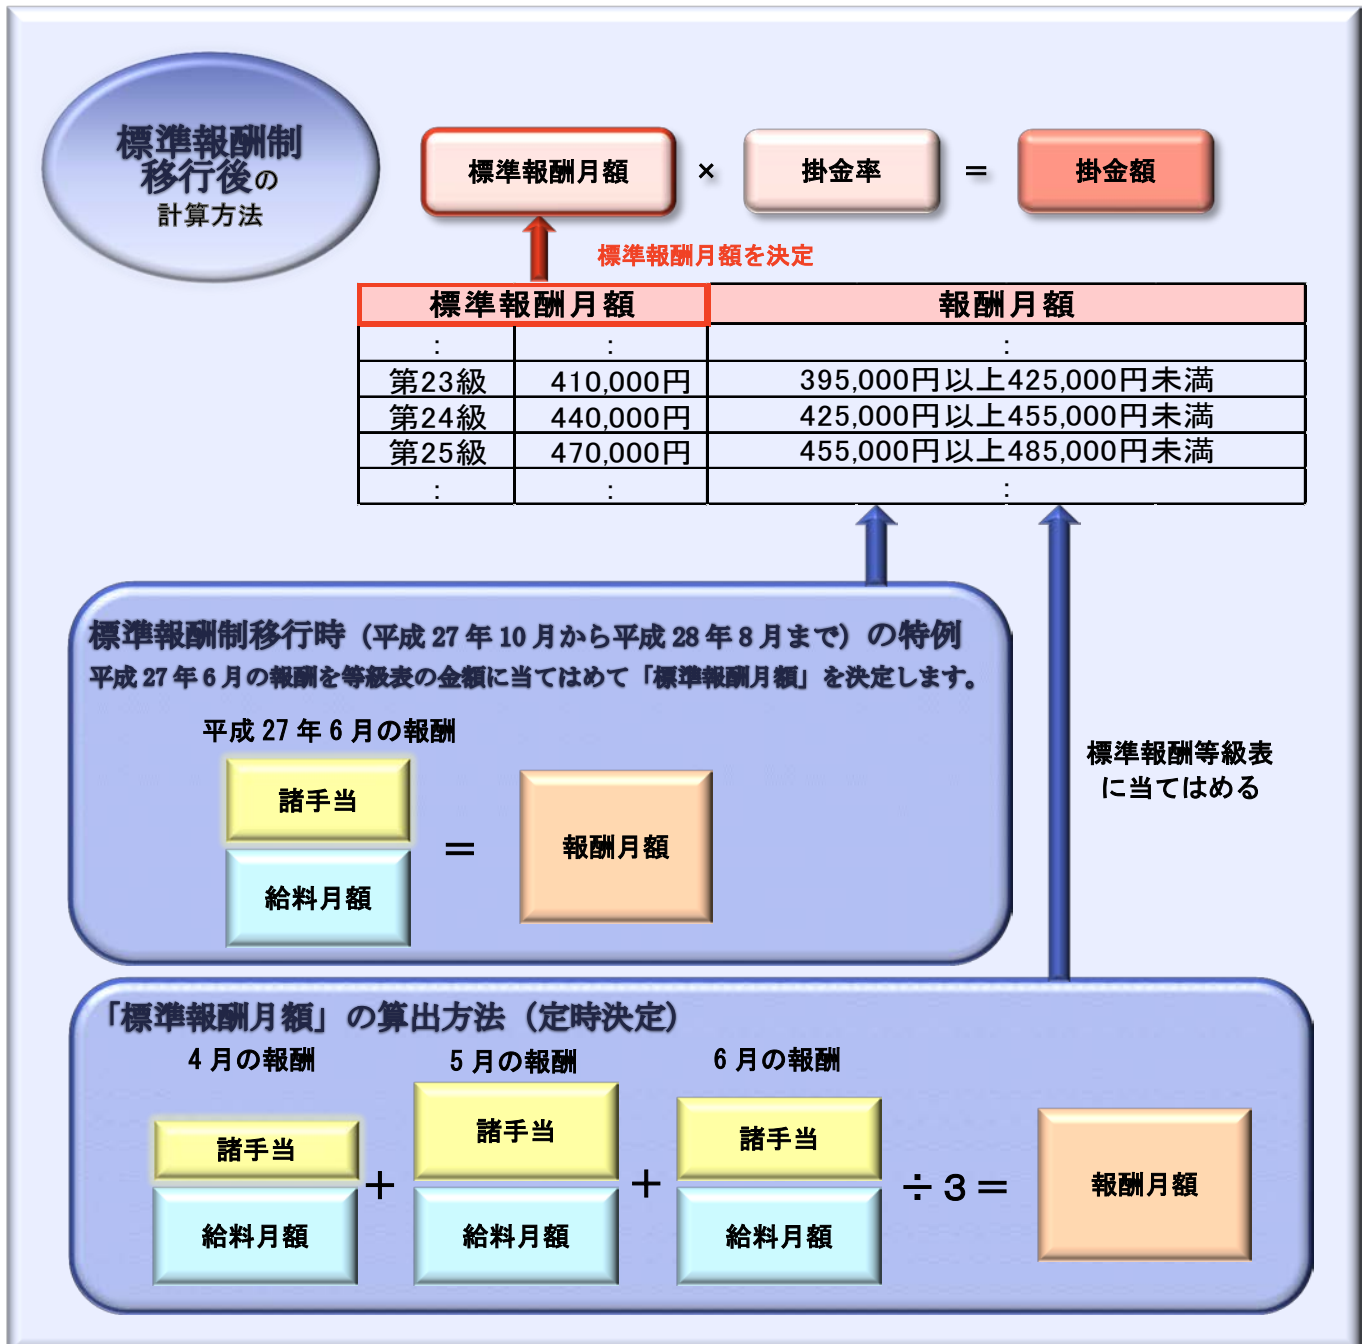 標準報酬制
移行後の
計算方法
標準報酬月額 × 掛金率 = 掛金額
標準報酬月額を決定
標準報酬月額 報酬月額
: : :
第23級 410,000円 395,000円以上425,000円未満
第24級 440,000円 425,000円以上455,000円未満
第25級 470,000円 455,000円以上485,000円未満
: : :
標準報酬制移行時（平成 27 年 10 月から平成 28 年 8 月まで）の特例
平成 27 年 6 月の報酬を等級表の金額に当てはめて「標準報酬月額」を決定します。
平成 27 年 6 月の報酬
諸手当
給料月額
＝
報酬月額
標準報酬等級表
に当てはめる
「標準報酬月額」の算出方法（定時決定）
4 月の報酬 5 月の報酬 6 月の報酬
諸手当 諸手当 諸手当
＋ ＋ ÷３＝ 報酬月額
給料月額 給料月額 給料月額